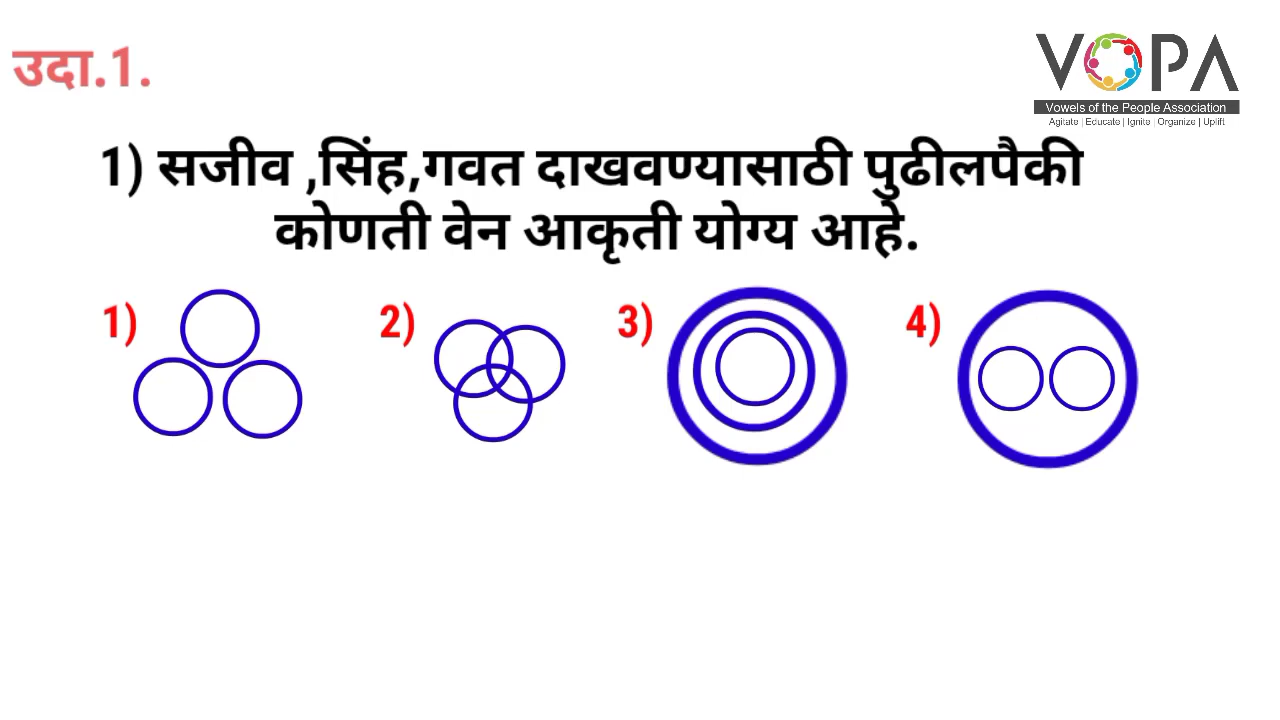 उदा.1.
VOPA
Vowels of the People Association
Agitate | Educate | Ignite | Organize | Uplift
1) सजीव ,सिंह,गवत दाखवण्यासाठी पुढीलपैकी
कोणती वेन आकृती योग्य आहे.
1) 2) 3) 4)